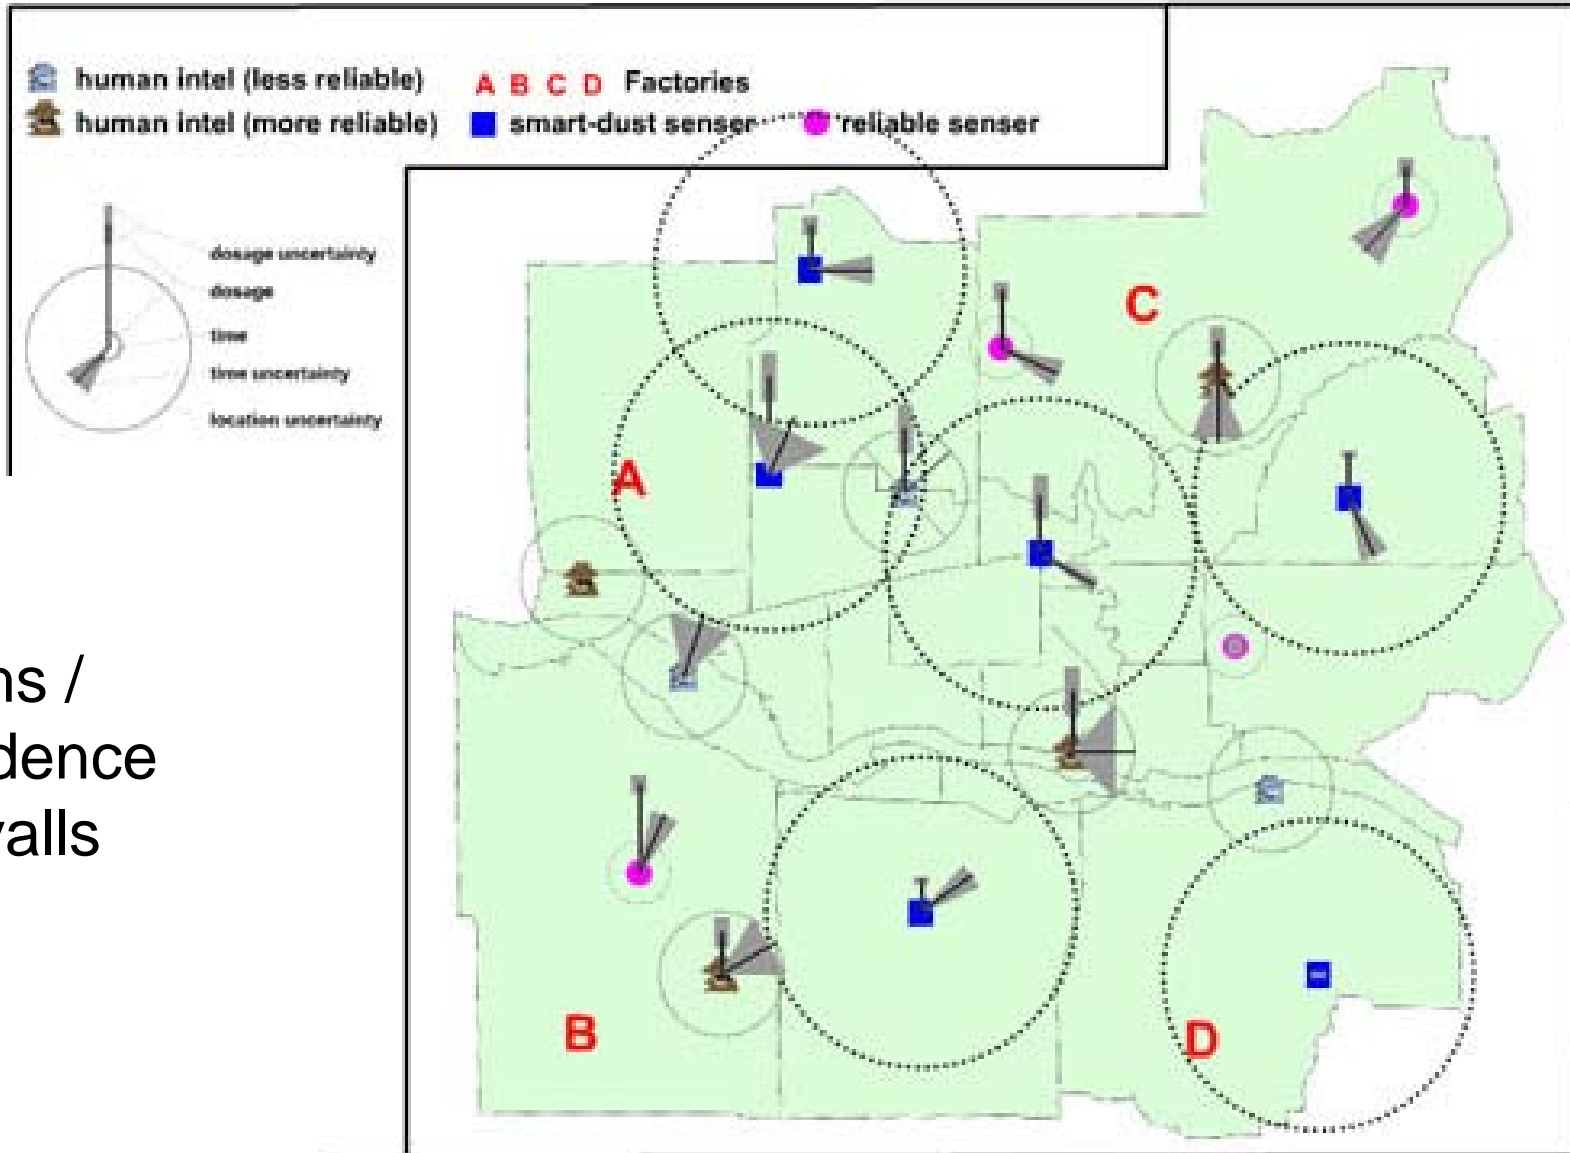 human intel (less reliable)
A B C D Factories
human intel (more reliable)
smart-dust senser
reliable senser
dosage uncertainty
dosage
time
time uncertainty
location uncertainty
C
A
B
D
ns /
dence
valls